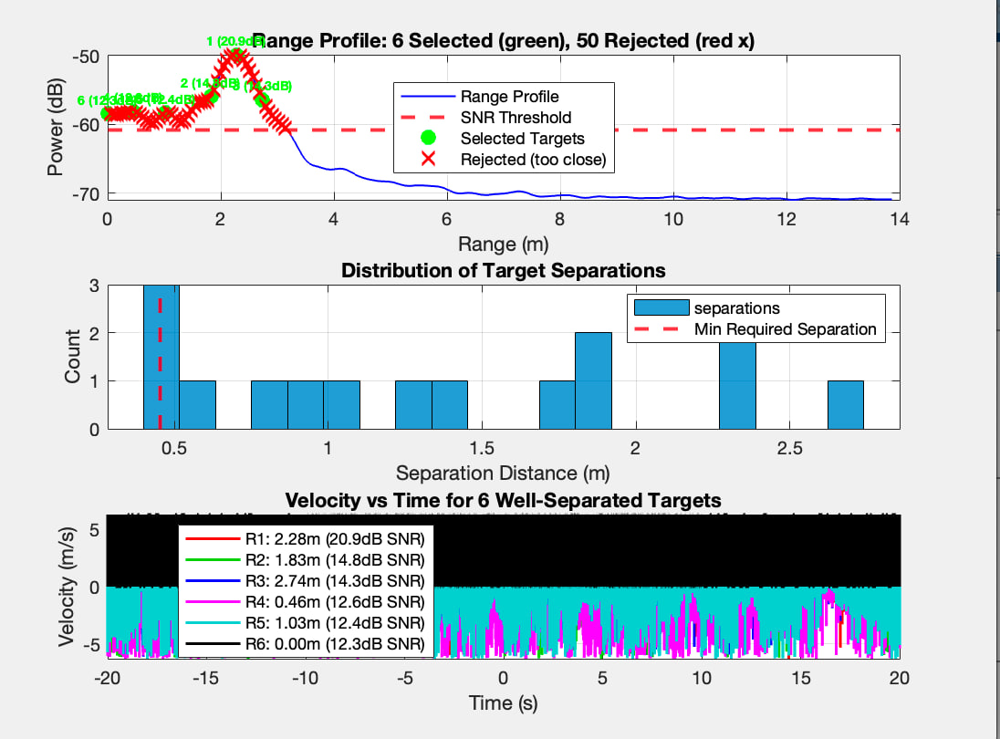 Range Profile: 6 Selected (green), 50 Rejected (red x)
1 (20.9dB)
2 (14.8dB)
3 (14.3dB)
6 (12.3dB)
Power (dB)
-50
-60
-70
Range Profile
SNR Threshold
Selected Targets
Rejected (too close)
0 2 4 6 8 10 12 14
Range (m)
Distribution of Target Separations
Count
3
2
1
0
separations
Min Required Separation
0.5 1 1.5 2 2.5
Separation Distance (m)
Velocity vs Time for 6 Well-Separated Targets
Velocity (m/s)
5
0
-5
R1: 2.28m (20.9dB SNR)
R2: 1.83m (14.8dB SNR)
R3: 2.74m (14.3dB SNR)
R4: 0.46m (12.6dB SNR)
R5: 1.03m (12.4dB SNR)
R6: 0.00m (12.3dB SNR)
-20 -15 -10 -5 0 5 10 15 20
Time (s)